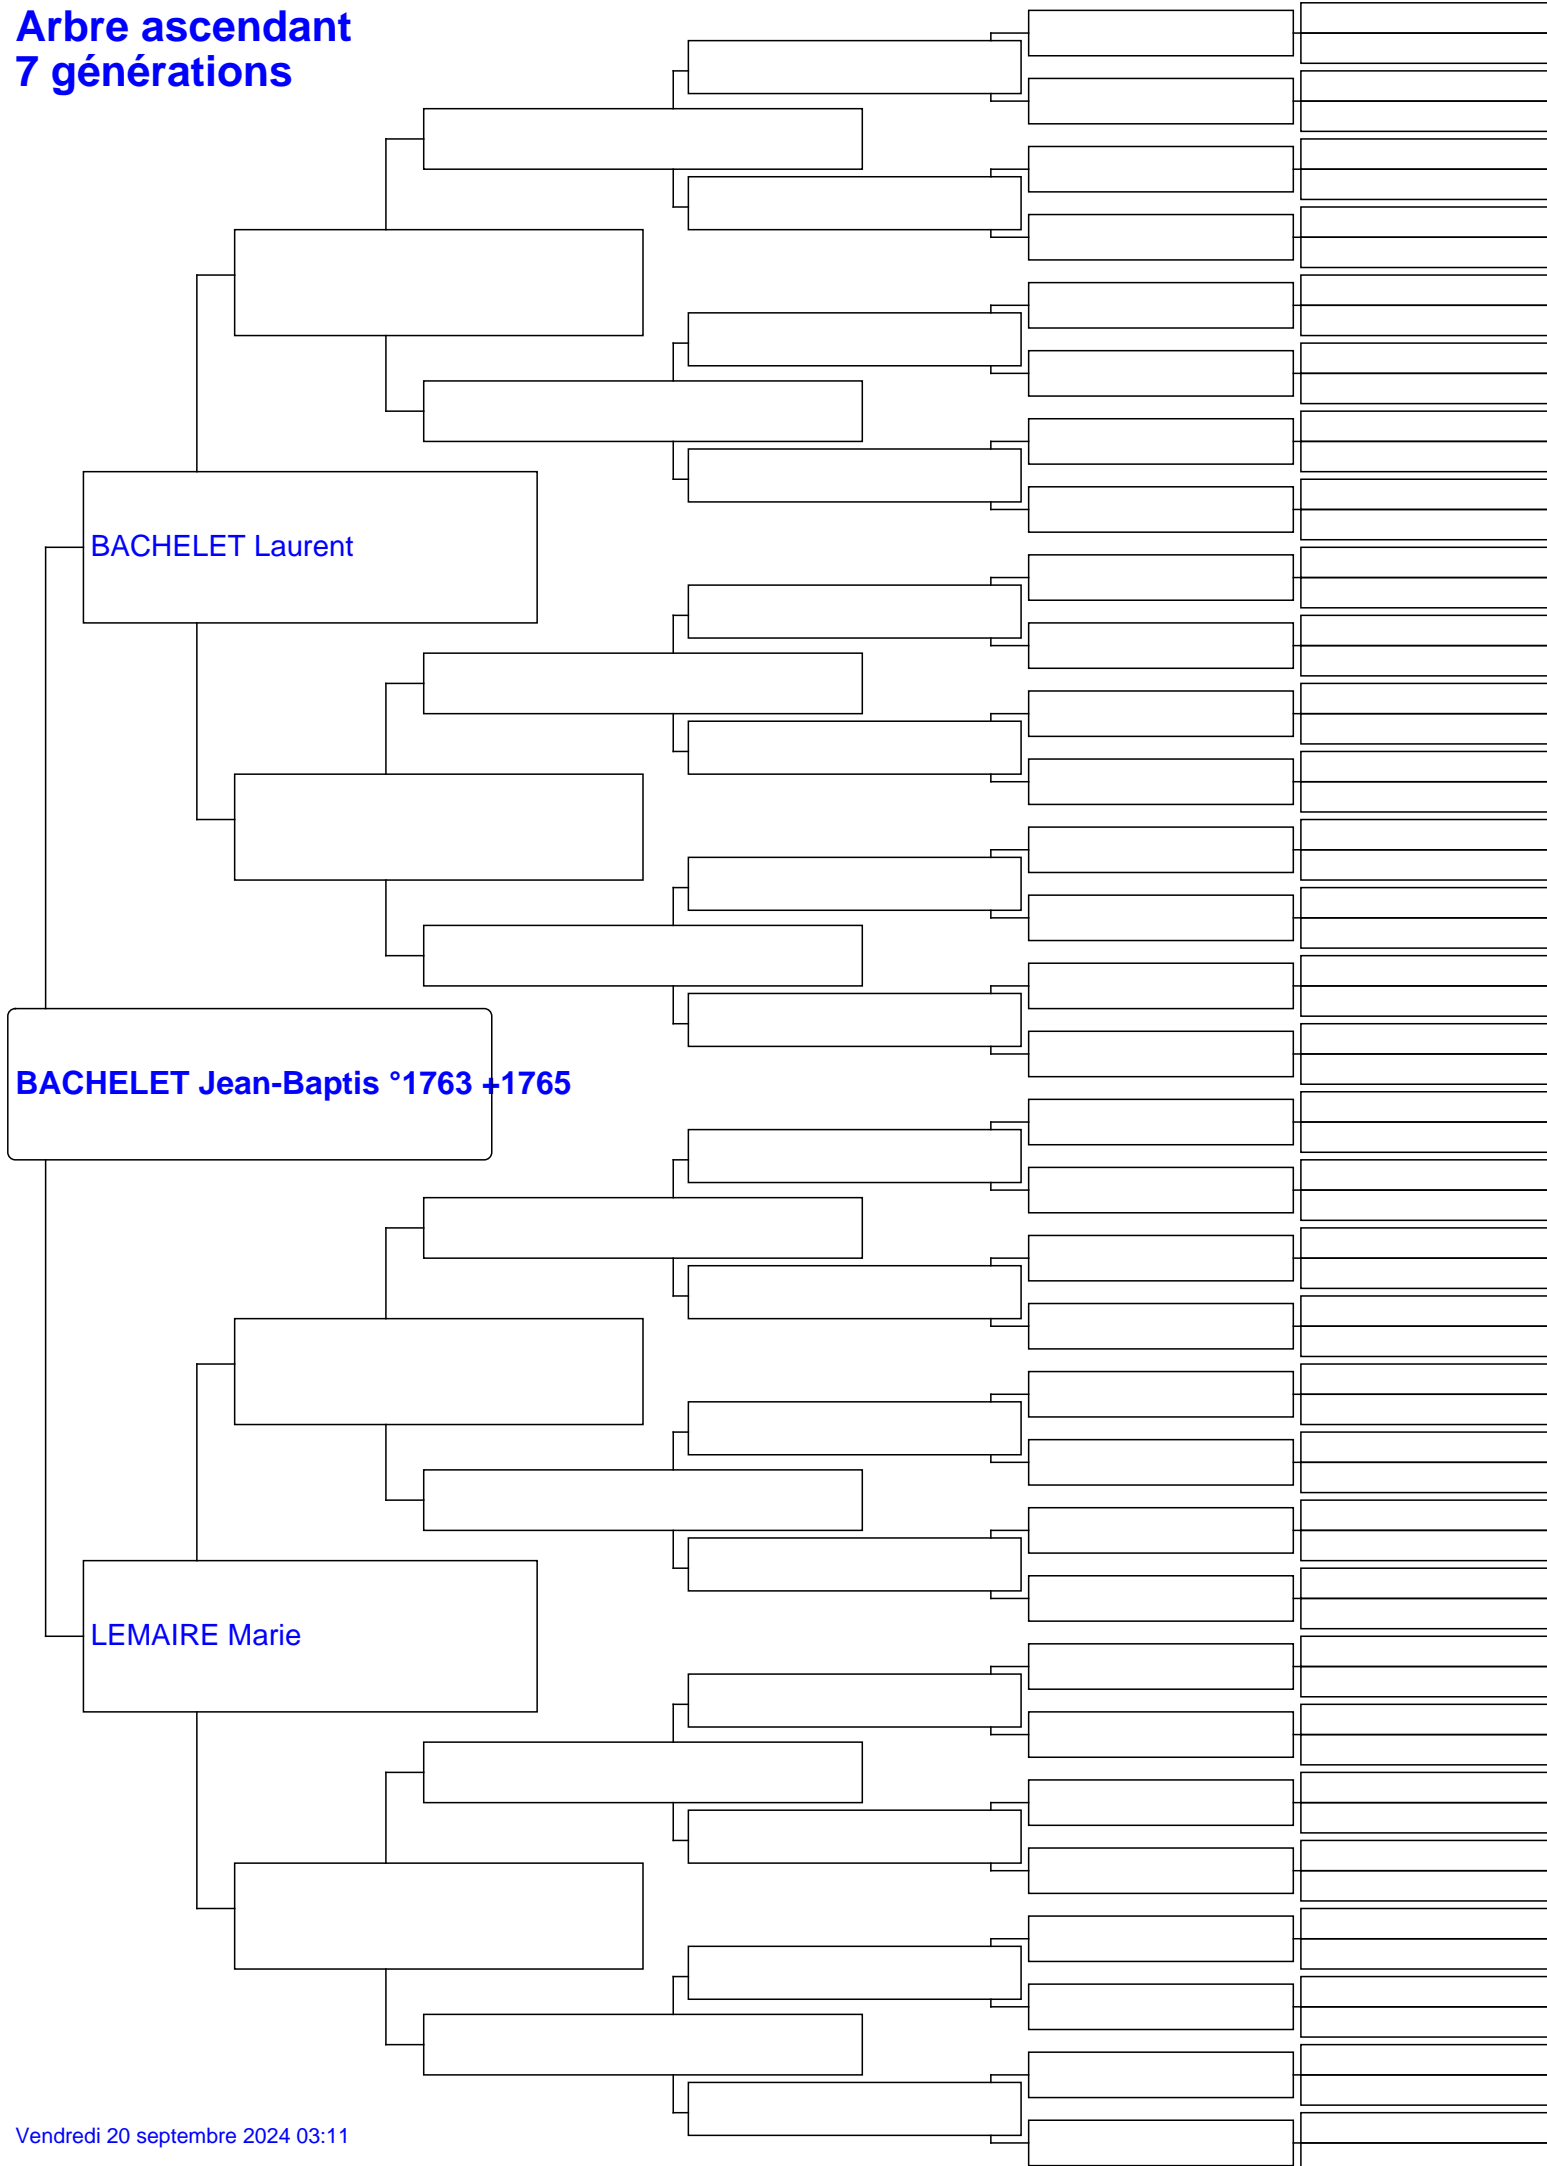 Arbre ascendant
7 générations
BACHELET Laurent
BACHELET Jean-Baptis °1763 +1765
LEMAIRE Marie
Vendredi 20 septembre 2024 03:11